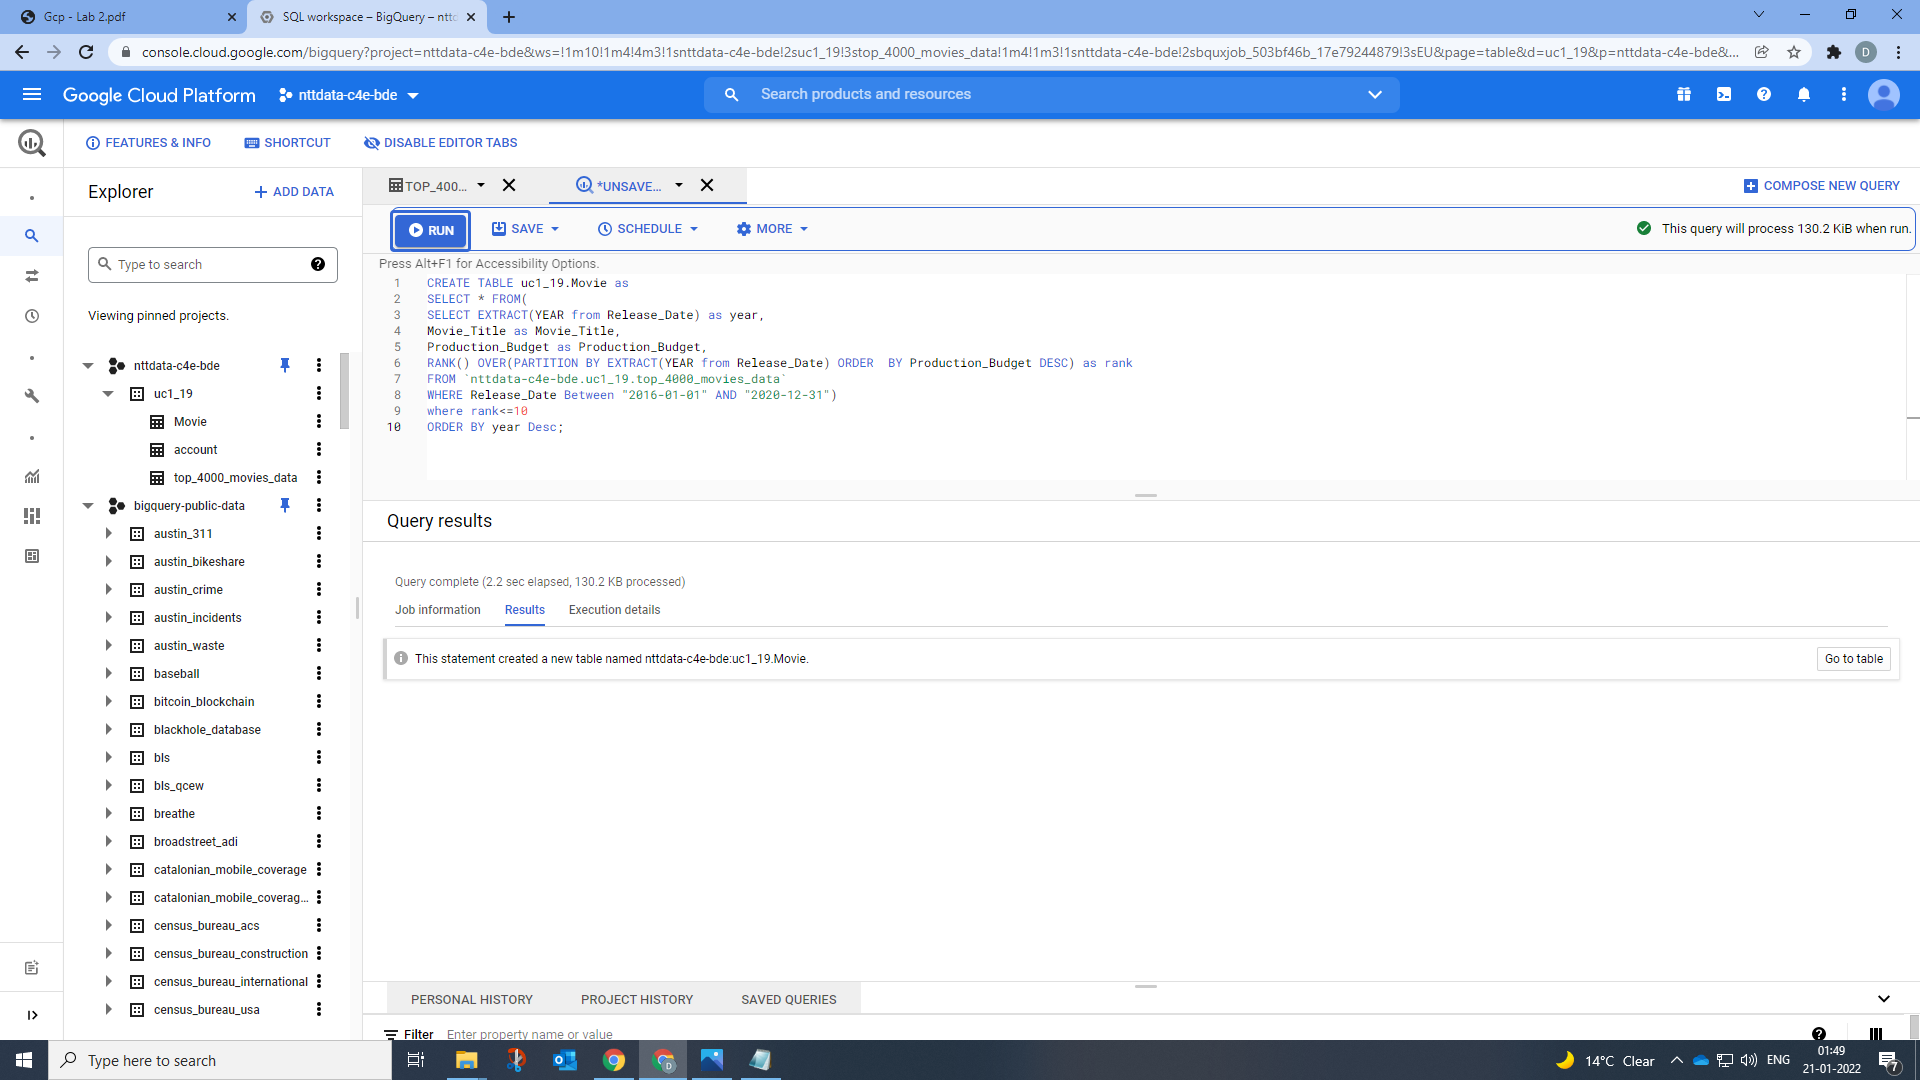 Gcp - Lab 2.pdf
SQL workspace – BigQuery – nttd
console.cloud.google.com/bigquery?project=nttdata-c4e-bde&ws=!1m10!1m4!4m3!1snttdata-c4e-bde!2suc1_19!3stop_4000_movies_data!1m4!1m3!1snttdata-c4e-bde!2sbquxjob_503bf46b_17e79244879!3sEU&page=table&d=uc1_19&p=nttdata-c4e-bde&...
D
Google Cloud Platform
nttdata-c4e-bde
Search products and resources
FEATURES & INFO
SHORTCUT
DISABLE EDITOR TABS
Explorer
ADD DATA
TOP_400...
*UNSAVE...
COMPOSE NEW QUERY
RUN
SAVE
SCHEDULE
MORE
This query will process 130.2 KiB when run.
Type to search
Viewing pinned projects.
nttdata-c4e-bde
uc1_19
Movie
account
top_4000_movies_data
bigquery-public-data
austin_311
austin_bikeshare
austin_crime
austin_incidents
austin_waste
baseball
bitcoin_blockchain
blackhole_database
bls
bls_qcew
breathe
broadstreet_adi
catalonian_mobile_coverage
catalonian_mobile_coverag...
census_bureau_acs
census_bureau_construction
census_bureau_international
census_bureau_usa
Press Alt+F1 for Accessibility Options.
1 CREATE TABLE uc1_19.Movie as
2 SELECT * FROM(
3 SELECT EXTRACT(YEAR from Release_Date) as year,
4 Movie_Title as Movie_Title,
5 Production_Budget as Production_Budget,
6 RANK() OVER(PARTITION BY EXTRACT(YEAR from Release_Date) ORDER  BY Production_Budget DESC) as rank
7 FROM `nttdata-c4e-bde.uc1_19.top_4000_movies_data`
8 WHERE Release_Date Between "2016-01-01" AND "2020-12-31")
9 where rank<=10
10 ORDER BY year Desc;
Query results
Query complete (2.2 sec elapsed, 130.2 KB processed)
Job information
Results
Execution details
This statement created a new table named nttdata-c4e-bde:uc1_19.Movie.
Go to table
PERSONAL HISTORY
PROJECT HISTORY
SAVED QUERIES
Filter
Enter property name or value
Type here to search
14°C Clear
ENG
01:49
21-01-2022
7